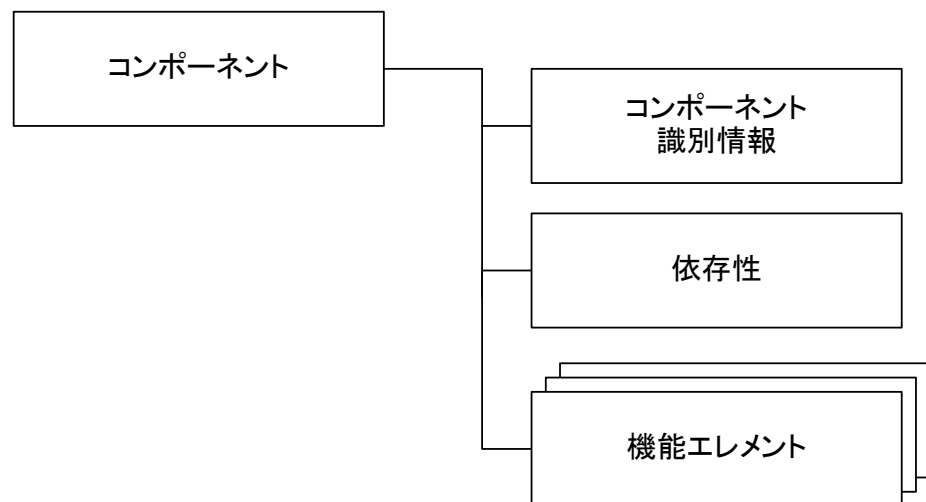 コンポーネント
コンポーネント
識別情報
依存性
機能エレメント